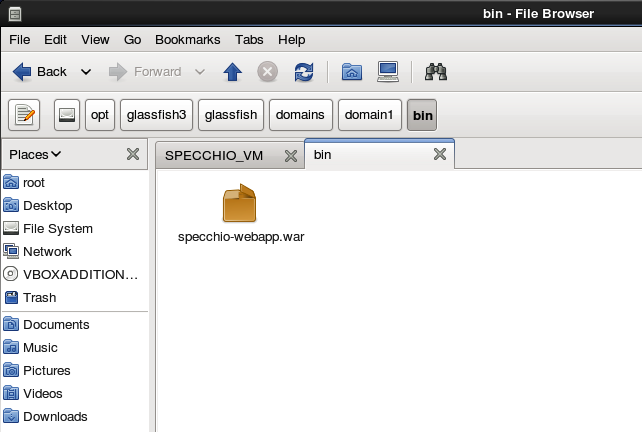 bin - File Browser
File Edit View Go Bookmarks Tabs Help
Back Forward
opt glassfish3 glassfish domains domain1 bin
Places SPECCHIO_VM bin
root
Desktop
File System
Network
VBOXADDITION...
Trash
Documents
Music
Pictures
Videos
Downloads
specchio-webapp.war